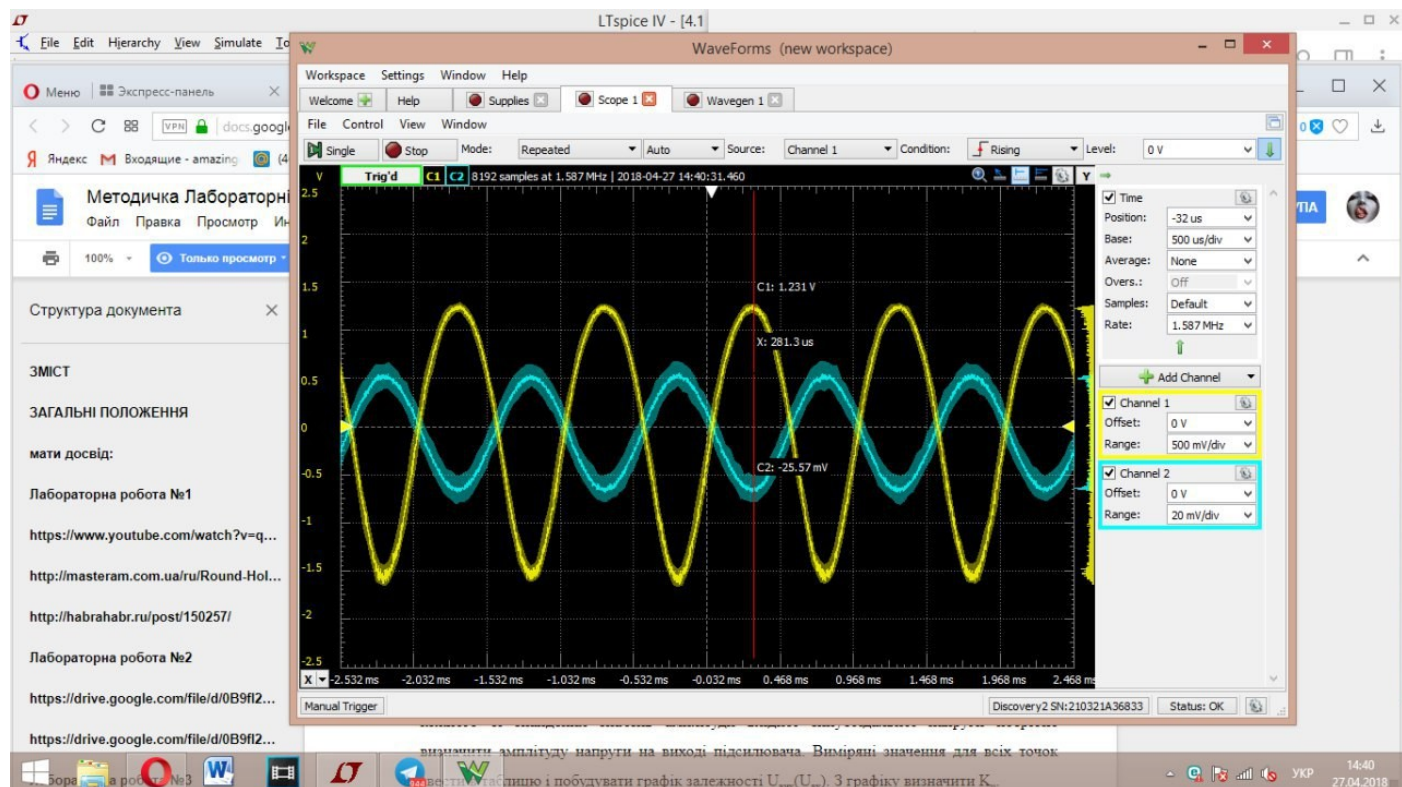 LTspice IV - [4.1
File Edit Hierarchy View Simulate
WaveForms (new workspace)
Workspace Settings Window Help
Welcome Help Supplies Scope 1 Wavegen 1
File Control View Window
Single Stop Mode: Repeated Auto Source: Channel 1 Condition: Rising Level: 0 V
V Trig'd C1 C2 8192 samples at 1.587 MHz | 2018-04-27 14:40:31.460 Y
2.5
2
1.5
1
0.5
0
-0.5
-1
-1.5
-2
-2.5
C1: 1.231 V
X: 281.3 us
C2: -25.57 mV
X -2.532 ms -2.032 ms -1.532 ms -1.032 ms -0.532 ms -0.032 ms 0.468 ms 0.968 ms 1.468 ms 1.968 ms 2.468 ms
Time
Position: -32 us
Base: 500 us/div
Average: None
Overs.: Off
Samples: Default
Rate: 1.587 MHz
Add Channel
Channel 1
Offset: 0 V
Range: 500 mV/div
Channel 2
Offset: 0 V
Range: 20 mV/div
Manual Trigger Discovery2 SN:210321A36833 Status: OK
Меню Экспресс-панель
VPN docs.googl
Яндекс Входящие - amazing (4
Методичка Лабораторні
Файл Правка Просмотр
100% Только просмотр
Структура документа
ЗМІСТ
ЗАГАЛЬНІ ПОЛОЖЕННЯ
мати досвід:
Лабораторна робота №1
https://www.youtube.com/watch?v=q...
http://masteram.com.ua/ru/Round-Hol...
http://habrahabr.ru/post/150257/
Лабораторна робота №2
https://drive.google.com/file/d/0B9fl2...
https://drive.google.com/file/d/0B9fl2...
визначити амплітуду напруги на виході підсилювача. Виміряні значення для всіх точок
таблицю і побудувати графік залежності З графіку визначити
УКР 14:40
27.04.2018